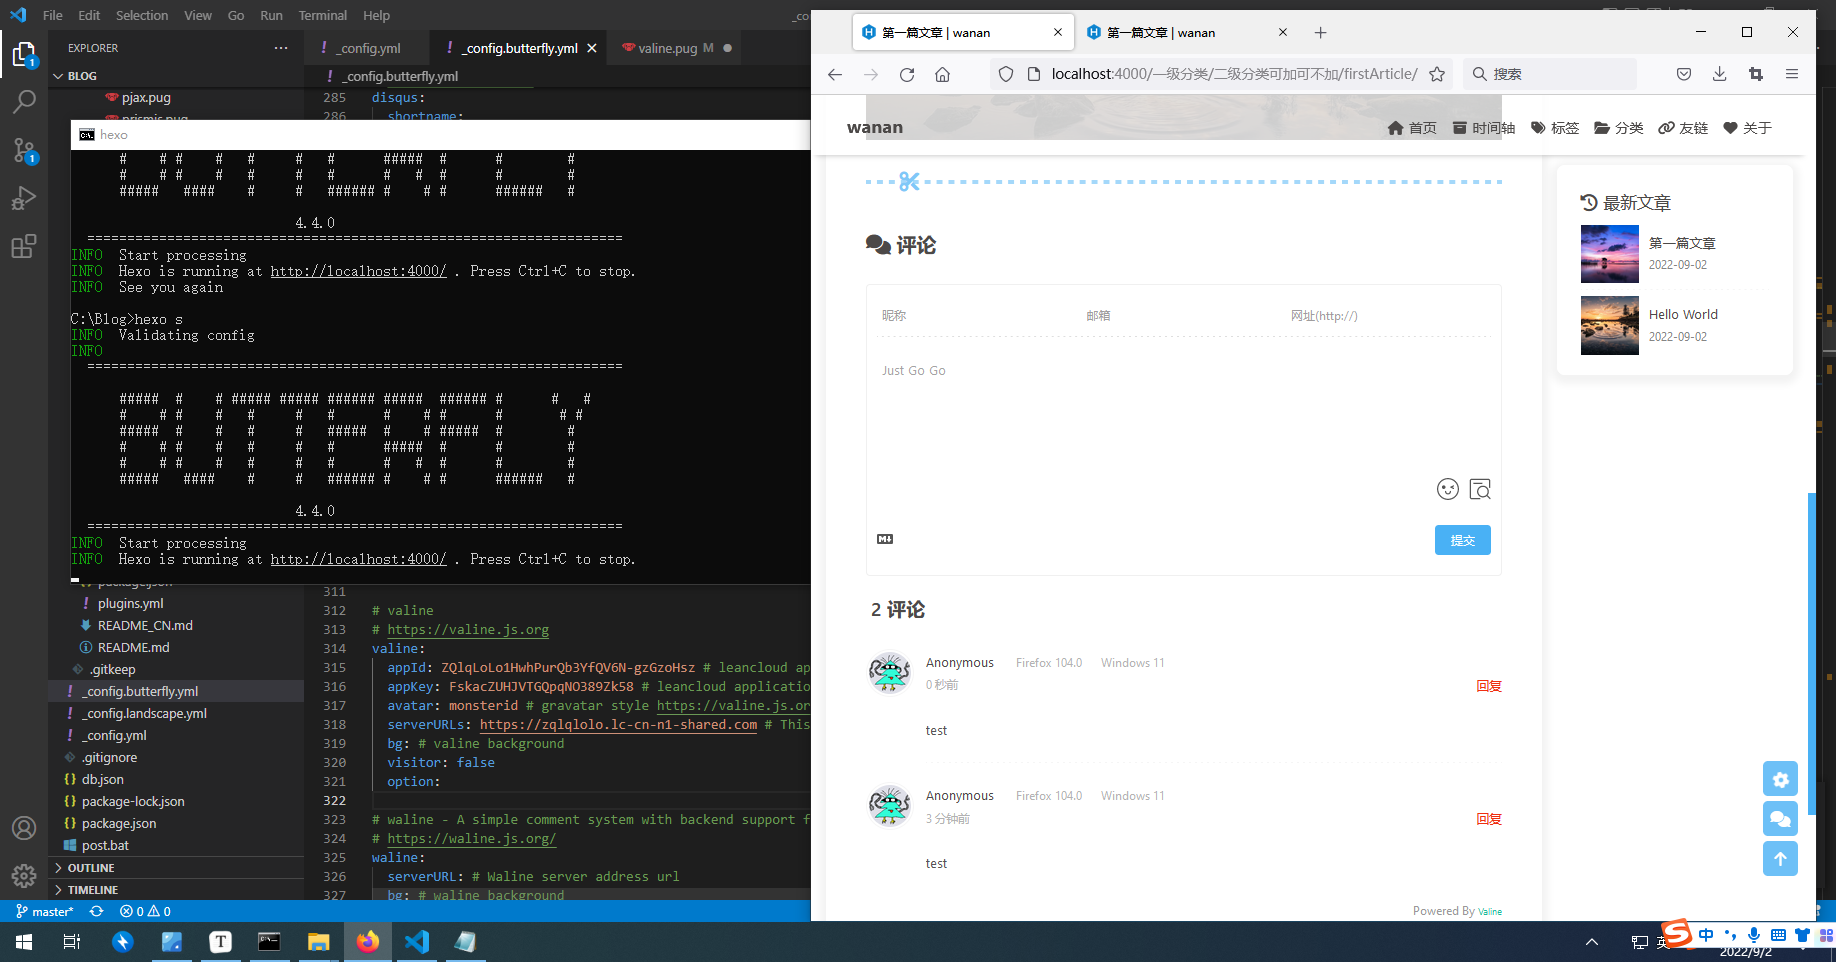 File Edit Selection View Go Run Terminal Help
EXPLORER
BLOG
pjax.pug
_config.yml
_config.butterfly.yml
valine.pug M
_config.butterfly.yml
285 disqus:
286 shortname:
hexo
4.4.0
INFO Start processing
INFO Hexo is running at http://localhost:4000/ . Press Ctrl+C to stop.
INFO See you again
C:\Blog>hexo s
INFO Validating config
INFO
BUTTERFLY
4.4.0
INFO Start processing
INFO Hexo is running at http://localhost:4000/ . Press Ctrl+C to stop.
package.json
plugins.yml
README_CN.md
README.md
.gitkeep
_config.butterfly.yml
_config.landscape.yml
_config.yml
.gitignore
db.json
package-lock.json
package.json
post.bat
OUTLINE
TIMELINE
311
312 # valine
313 # https://valine.js.org
314 valine:
315 appId: ZQlqLoLo1HwhPurQb3YfQV6N-gzGzoHsz # leancloud ap
316 appKey: FskacZUHJVTGQpqNO389Zk58 # leancloud applicatio
317 avatar: monsterid # gravatar style https://valine.js.or
318 serverURLs: https://zqlqlolo.lc-cn-n1-shared.com # This
319 bg: # valine background
320 visitor: false
321 option:
322
323 # waline - A simple comment system with backend support f
324 # https://waline.js.org/
325 waline:
326 serverURL: # Waline server address url
327 bg: # waline background
master* 0 0
第一篇文章 | wanan
第一篇文章 | wanan
localhost:4000/一级分类/二级分类可加可不加/firstArticle/
搜索
wanan
首页 时间轴 标签 分类 友链 关于
评论
昵称 邮箱 网址(http://)
Just Go Go
提交
2 评论
Anonymous Firefox 104.0 Windows 11
0 秒前
回复
test
Anonymous Firefox 104.0 Windows 11
3 分钟前
回复
test
Powered By Valine
最新文章
第一篇文章
2022-09-02
Hello World
2022-09-02
英
中
2022/9/2